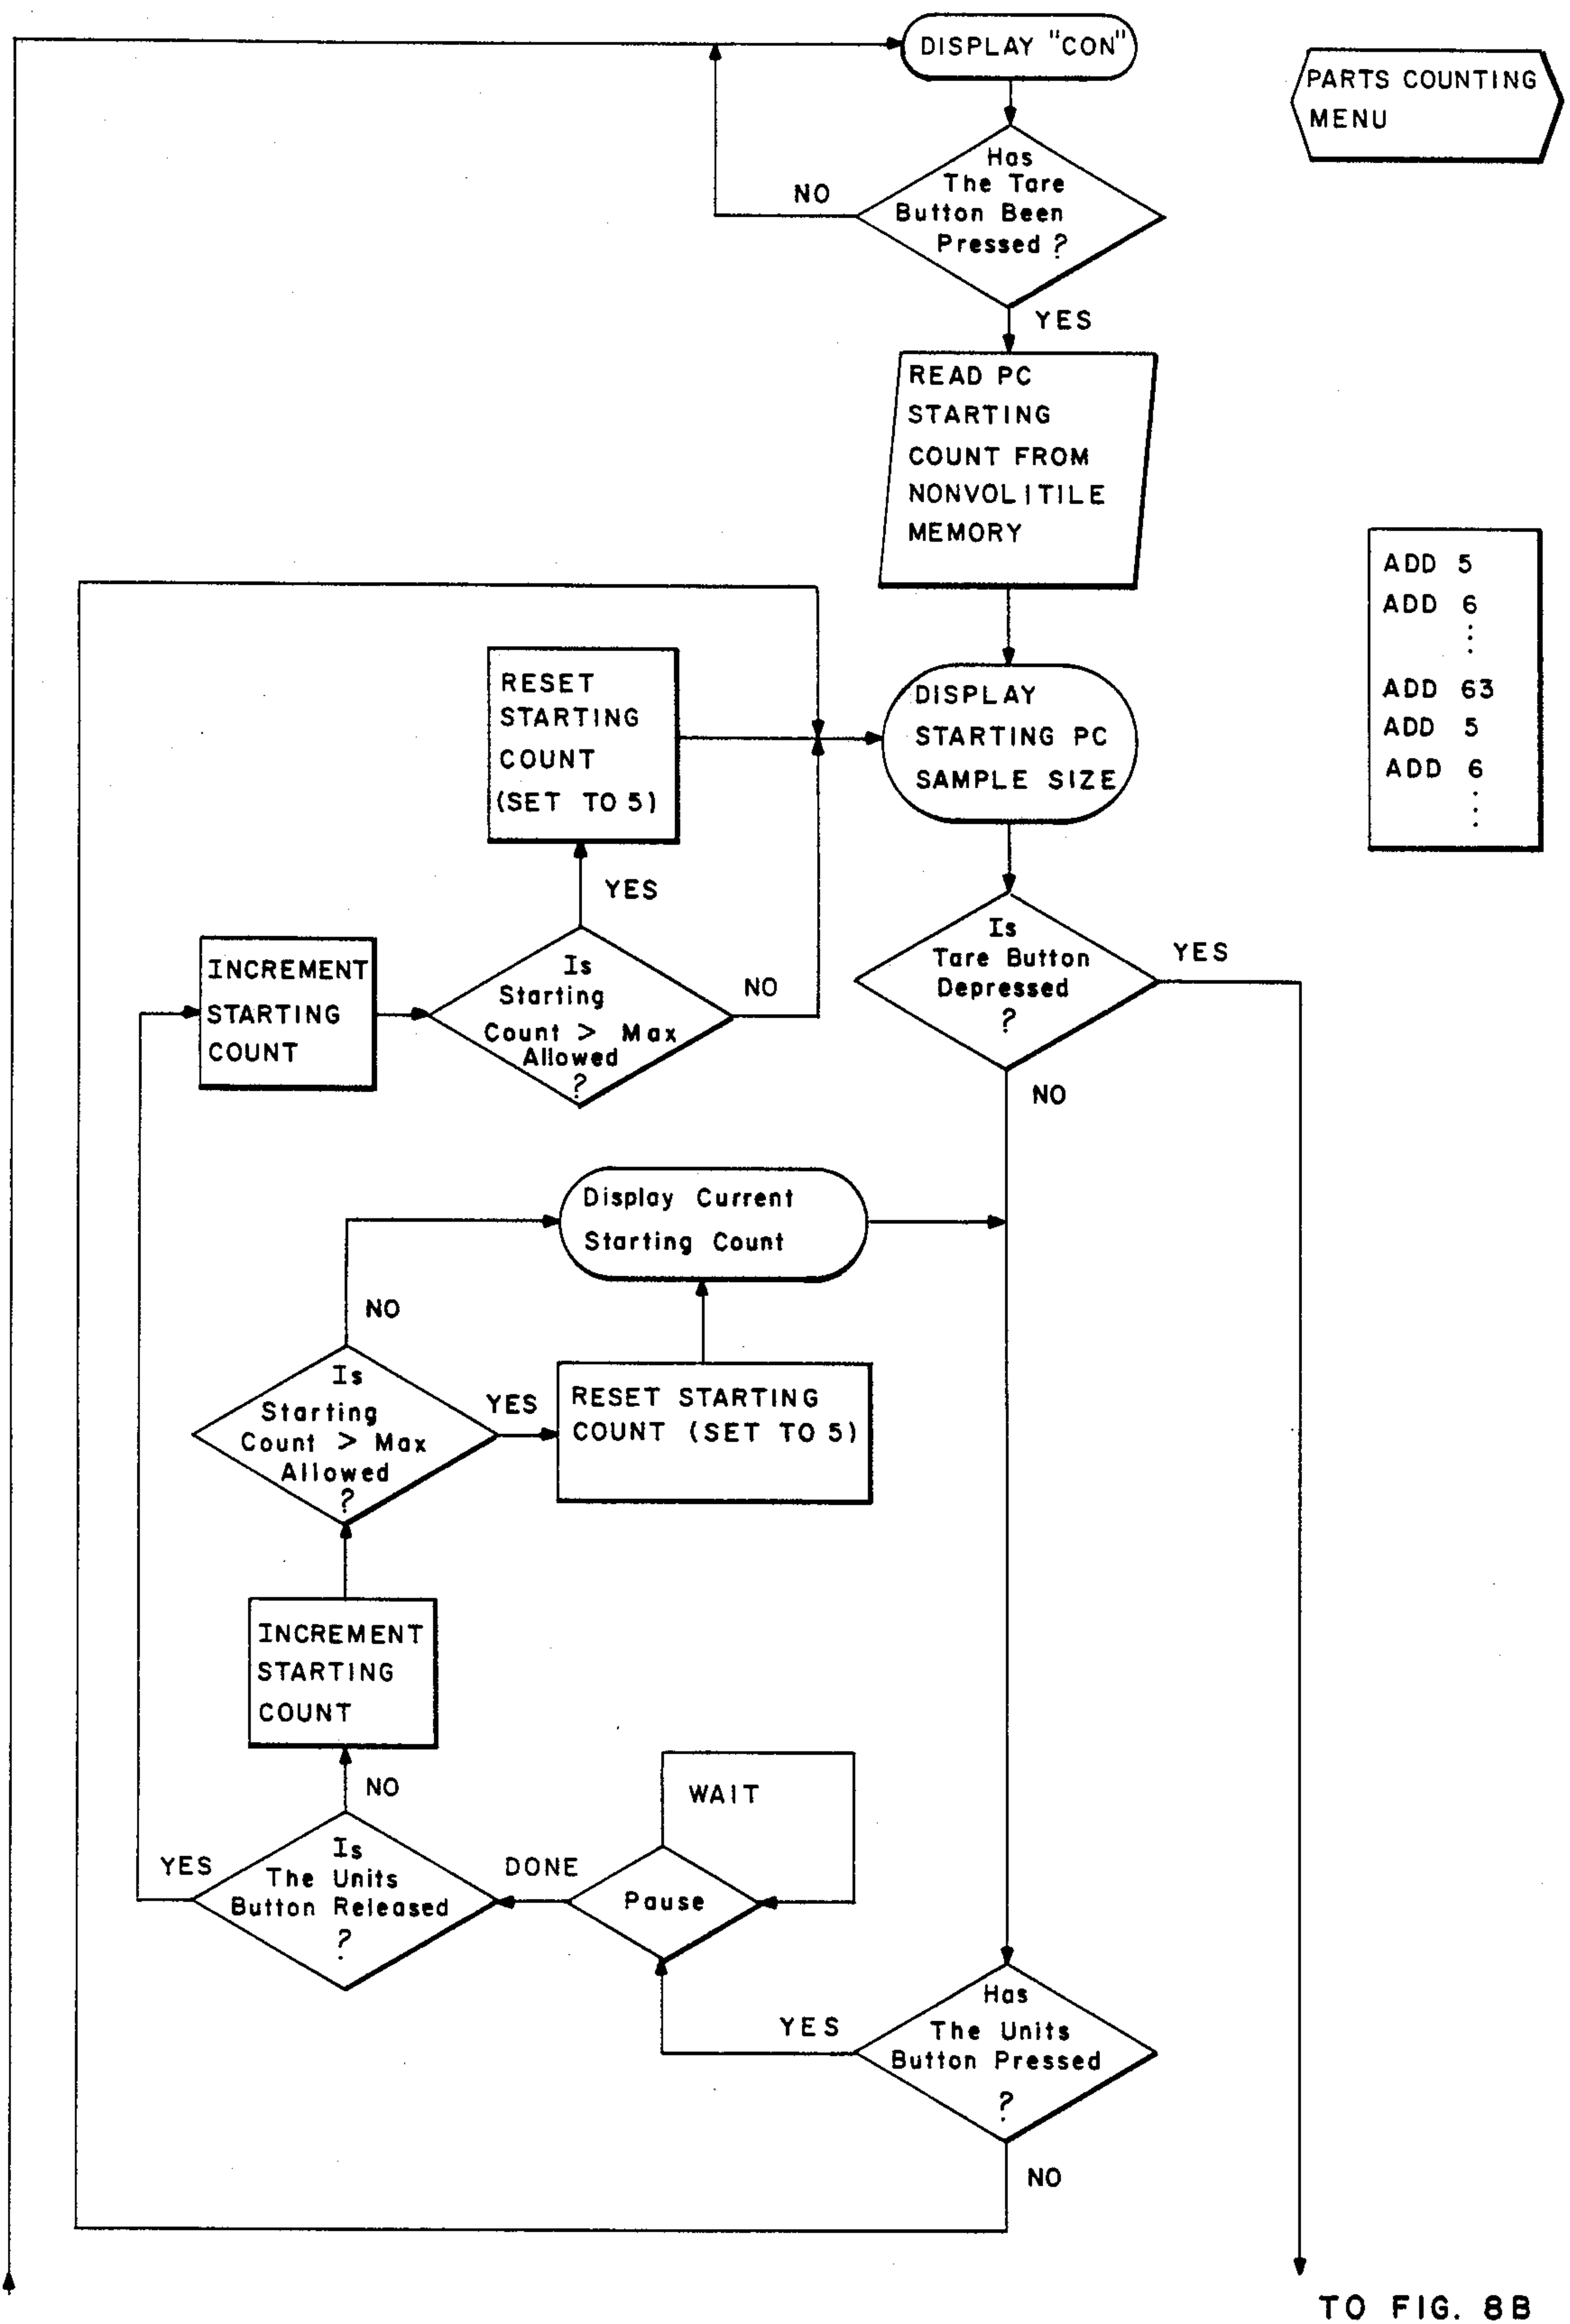 DISPLAY "CON"
PARTS COUNTING
MENU
Has
The Tare
Button Been
Pressed ?
NO
YES
READ PC
STARTING
COUNT FROM
NONVOLITILE
MEMORY
ADD 5
ADD 6
ADD 63
ADD 5
ADD 6
RESET
STARTING
COUNT
(SET TO 5)
DISPLAY
STARTING PC
SAMPLE SIZE
YES
INCREMENT
STARTING
COUNT
Is
Starting
Count > Max
Allowed
?
NO
Is
Tare Button
Depressed
?
YES
NO
Display Current
Starting Count
NO
Is
Starting
Count > Max
Allowed
?
YES
RESET STARTING
COUNT (SET TO 5)
INCREMENT
STARTING
COUNT
NO
WAIT
YES
Is
The Units
Button Released
?
DONE
Pause
YES
Has
The Units
Button Pressed
?
NO
TO FIG. 8B